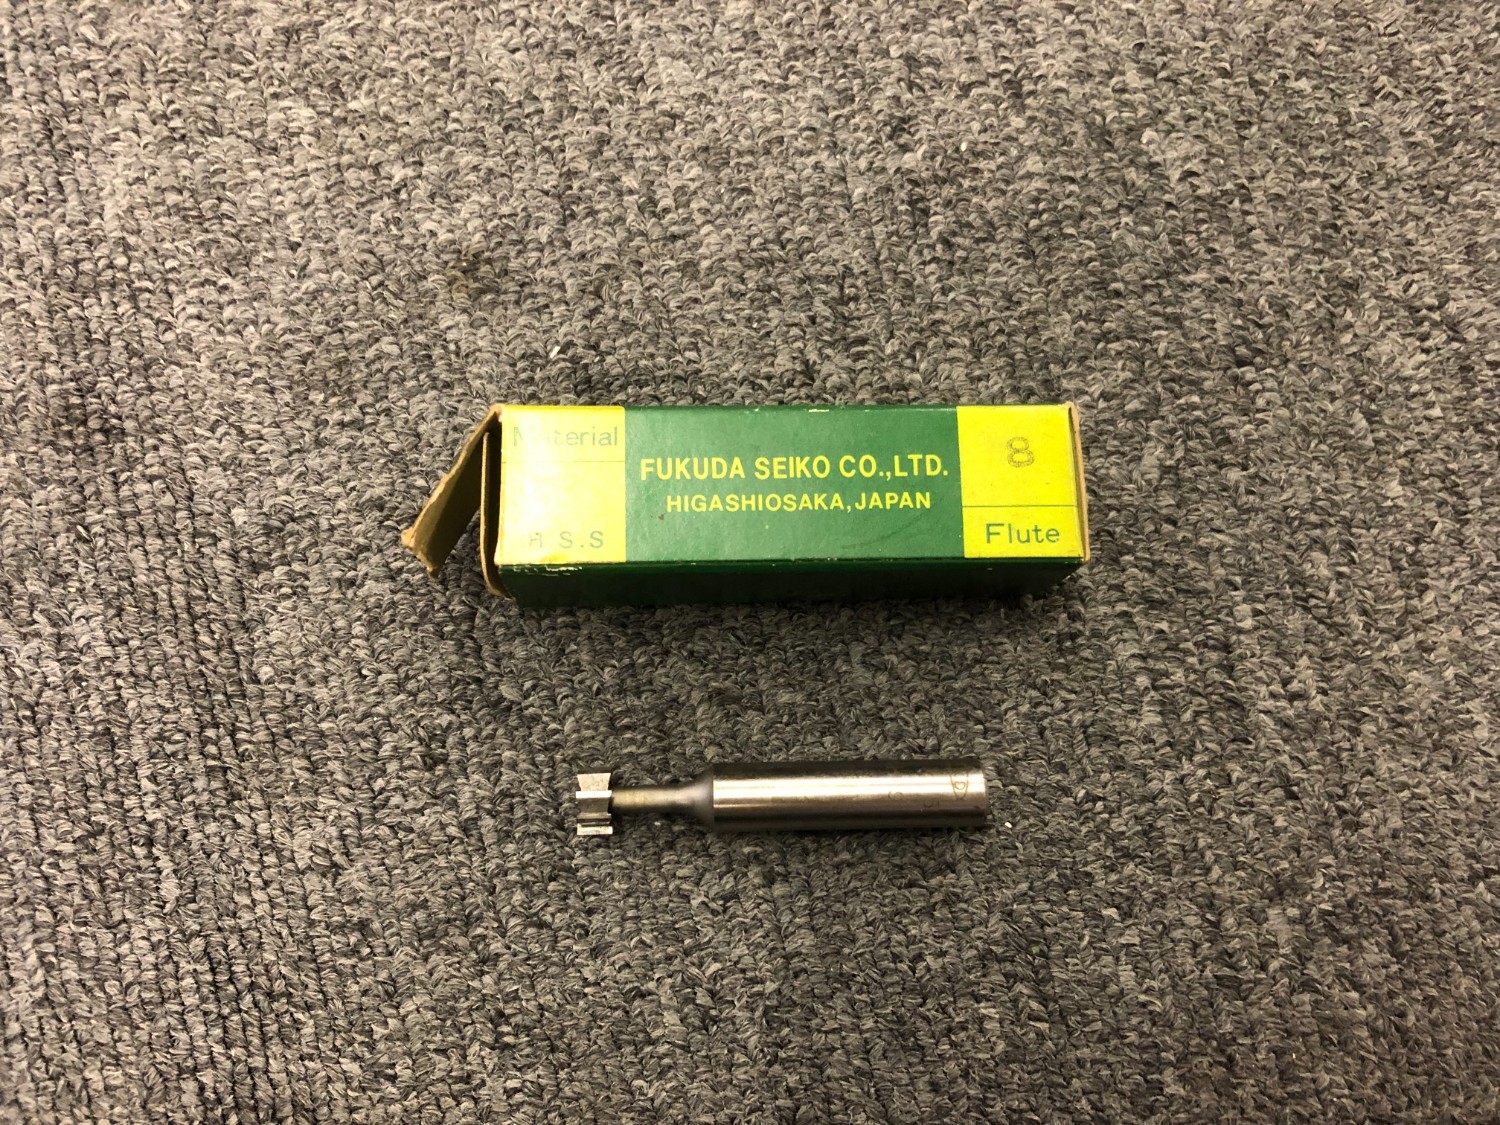 Material
H.S.S
FUKUDA SEIKO CO.,LTD.
HIGASHIOSAKA, JAPAN
8
Flute